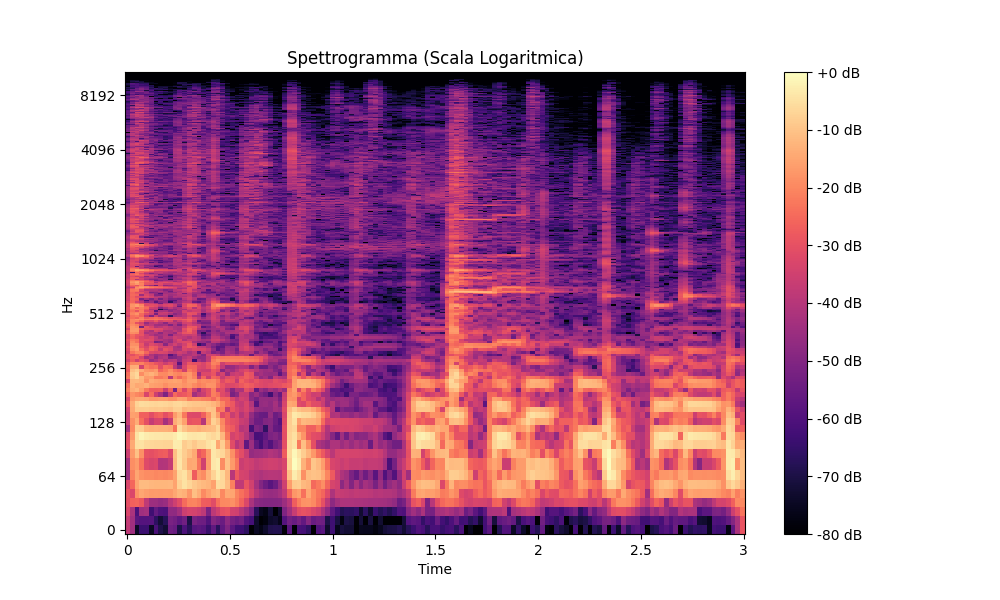 Spettrogramma (Scala Logaritmica)
Hz
8192
4096
2048
1024
512
256
128
64
0
0 0.5 1 1.5 2 2.5 3
Time
+0 dB
-10 dB
-20 dB
-30 dB
-40 dB
-50 dB
-60 dB
-70 dB
-80 dB